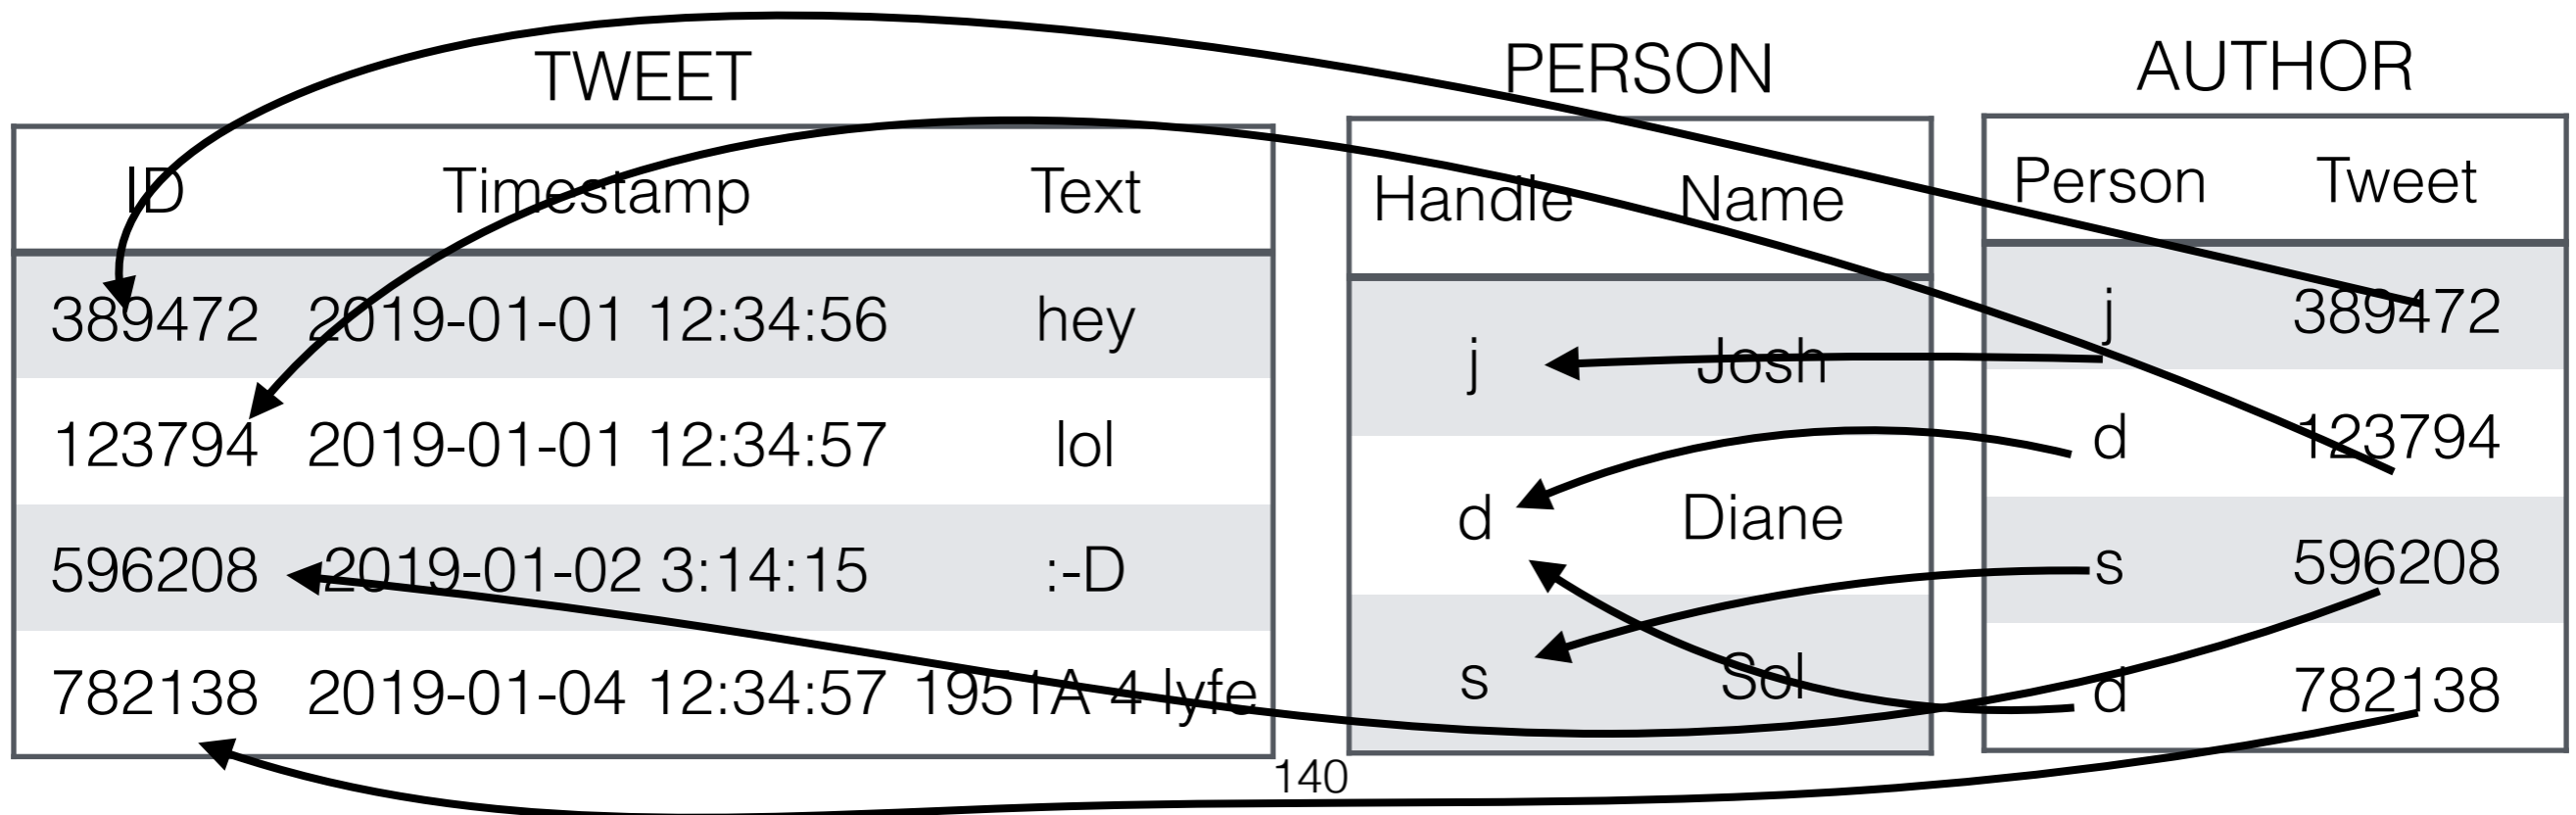 TWEET
ID Timestamp Text
389472 2019-01-01 12:34:56 hey
123794 2019-01-01 12:34:57 lol
596208 2019-01-02 3:14:15 :-D
782138 2019-01-04 12:34:57 1951A 4 lyfe
PERSON
Handle Name
j Josh
d Diane
s Sol
AUTHOR
Person Tweet
j 389472
d 123794
s 596208
d 782138
140